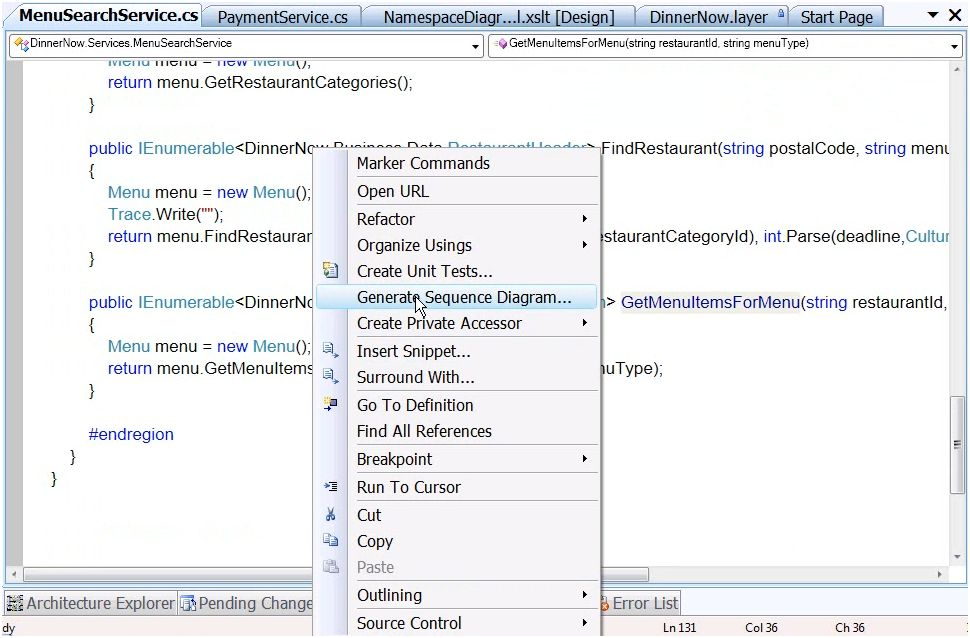 MenuSearchService.cs PaymentService.cs NamespaceDiagr...l.xslt [Design] DinnerNow.layer Start Page
DinnerNow.Services.MenuSearchService GetMenuItemsForMenu(string restaurantId, string menuType)
Menu menu = new Menu();
return menu.GetRestaurantCategories();
}
public IEnumerable<DinnerNow.Business.Data.RestaurantHeader> FindRestaurant(string postalCode, string menu
{
Menu menu = new Menu();
Trace.Write("");
return menu.FindRestauran staurantCategoryId), int.Parse(deadline,Cultur
}
public IEnumerable<DinnerNo > GetMenuItemsForMenu(string restaurantId,
{
Menu menu = new Menu();
return menu.GetMenuItems uType);
}
#endregion
}
}
Marker Commands
Open URL
Refactor
Organize Usings
Create Unit Tests...
Generate Sequence Diagram...
Create Private Accessor
Insert Snippet...
Surround With...
Go To Definition
Find All References
Breakpoint
Run To Cursor
Cut
Copy
Paste
Outlining
Source Control
Architecture Explorer Pending Change Error List
dy Ln 131 Col 36 Ch 36